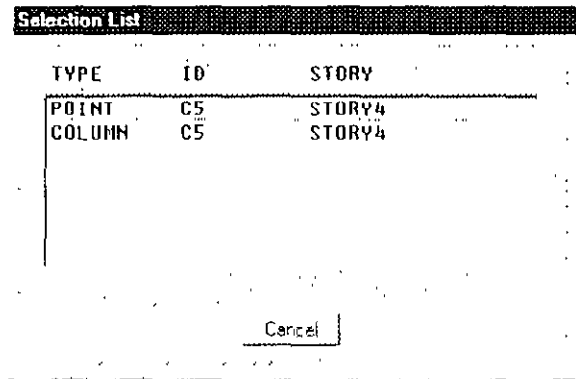 Selection List
TYPE ID STORY
POINT C5 STORY4
COLUMN C5 STORY4
Cancel